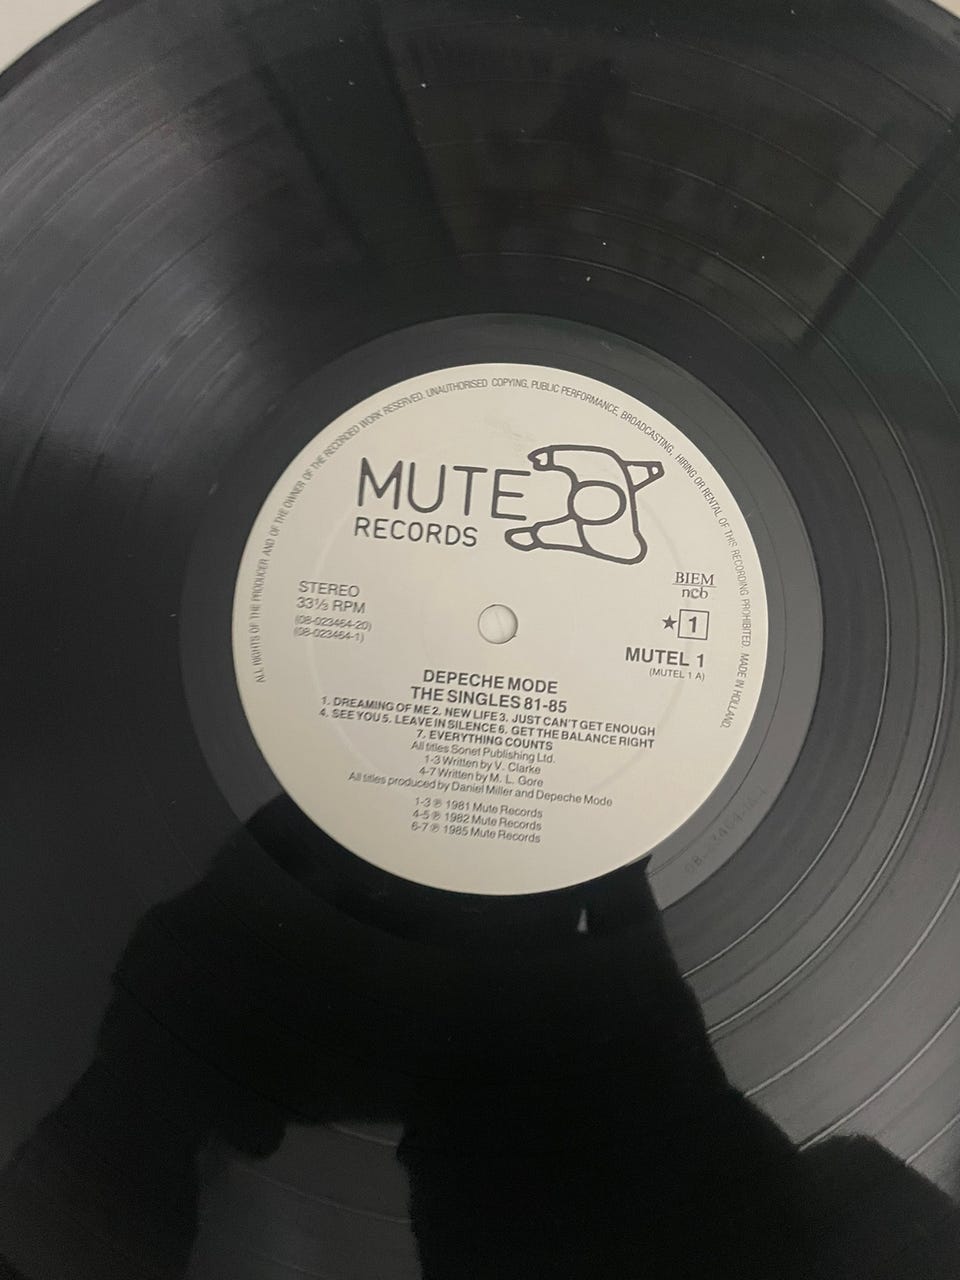 ALL RIGHTS OF THE PRODUCER AND OF THE OWNER OF THE RECORDED WORK RESERVED. UNAUTHORISED COPYING, PUBLIC PERFORMANCE, BROADCASTING, HIRING OR RENTAL OF THIS RECORDING PROHIBITED. MADE IN HOLLAND.
MUTE
RECORDS
STEREO
33⅓ RPM
(08-023464-20)
(08-023464-1)
BIEM
ncb
★ 1
MUTEL 1
(MUTEL 1 A)
DEPECHE MODE
THE SINGLES 81-85
1. DREAMING OF ME 2. NEW LIFE 3. JUST CAN'T GET ENOUGH
4. SEE YOU 5. LEAVE IN SILENCE 6. GET THE BALANCE RIGHT
7. EVERYTHING COUNTS
All titles Sonet Publishing Ltd.
1-3 Written by V. Clarke
4-7 Written by M. L. Gore
All titles produced by Daniel Miller and Depeche Mode
1-3 ℗ 1981 Mute Records
4-5 ℗ 1982 Mute Records
6-7 ℗ 1985 Mute Records